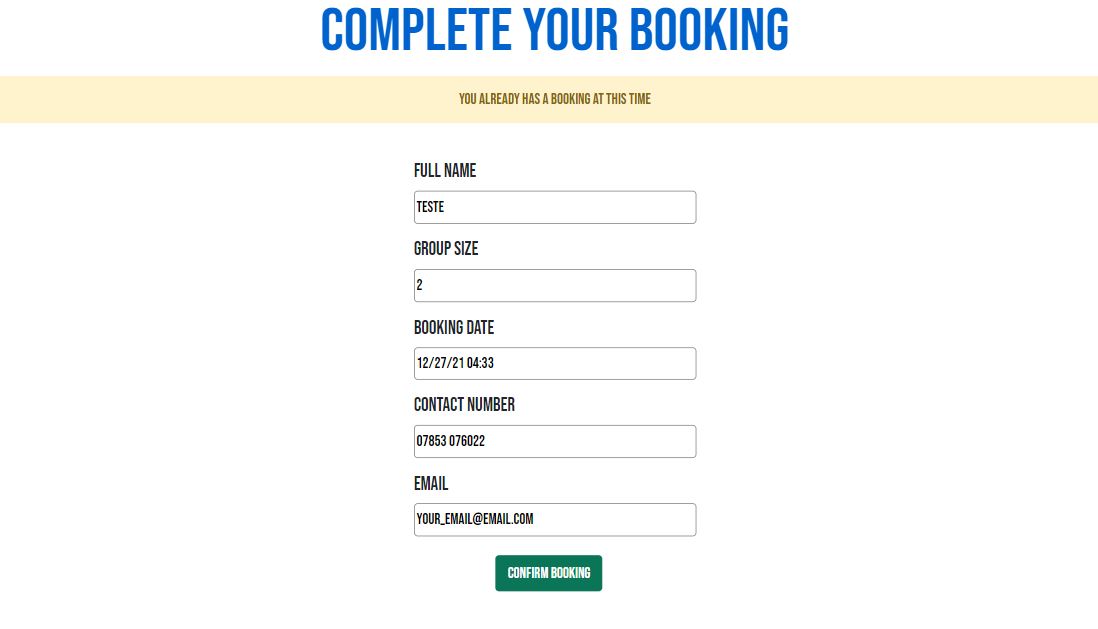 COMPLETE YOUR BOOKING
YOU ALREADY HAS A BOOKING AT THIS TIME
FULL NAME
TESTE
GROUP SIZE
2
BOOKING DATE
12/27/21 04:33
CONTACT NUMBER
07853 076022
EMAIL
YOUR_EMAIL@EMAIL.COM
CONFIRM BOOKING